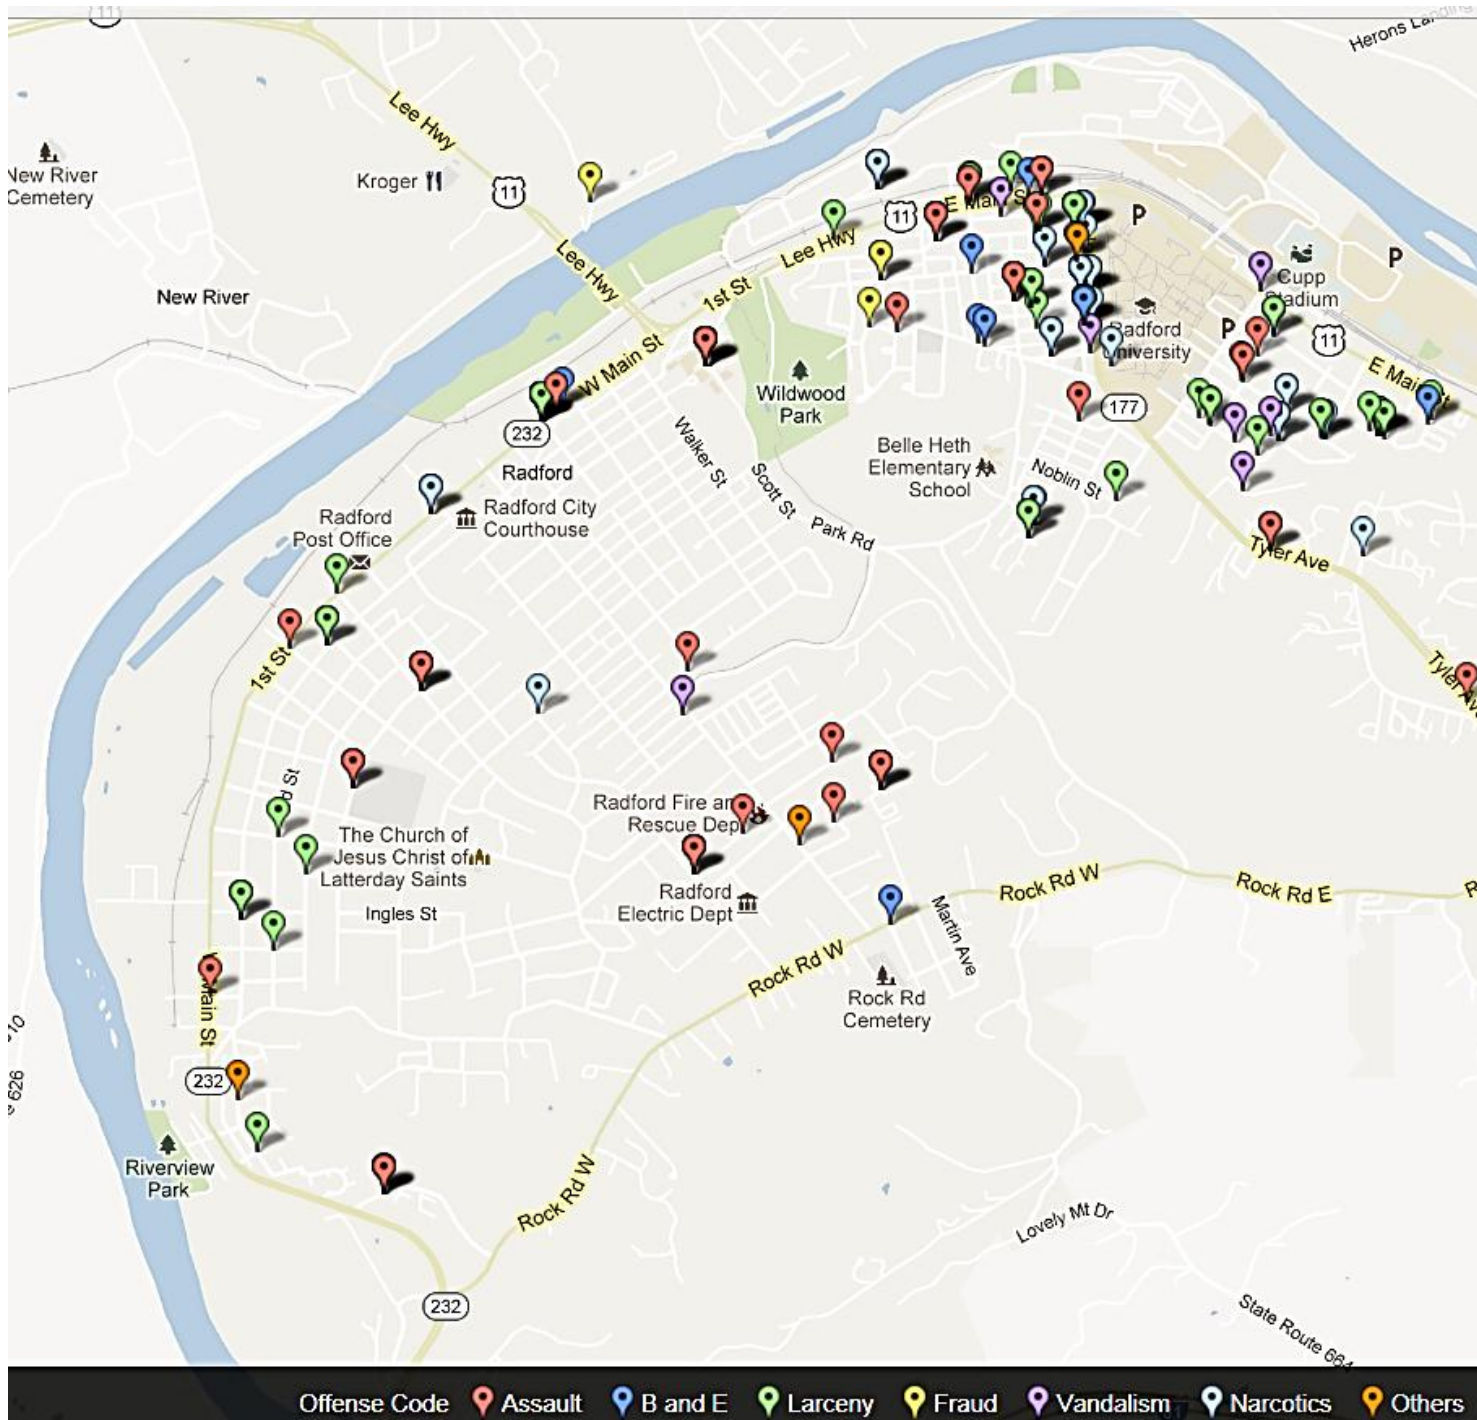 11
Herons Landing
Lee Hwy
New River
Cemetery
Kroger
11
11
E Main St
P
Lee Hwy
Lee Hwy
New River
1st St
Cupp
Stadium
P
P
Radford
University
11
W Main St
E Main St
Wildwood
Park
177
232
Radford
Walker St
Scott St
Belle Heth
Elementary
School
Noblin St
Radford City
Courthouse
Radford
Post Office
Park Rd
Tyler Ave
1st St
Tyler Ave
d St
Radford Fire an
Rescue Dep
The Church of
Jesus Christ of
Latterday Saints
Radford
Electric Dept
Ingles St
Rock Rd W
Rock Rd E
R
Martin Ave
Rock Rd W
Main St
Rock Rd
Cemetery
232
626
Riverview
Park
Rock Rd W
Lovely Mt Dr
232
State Route 664
Offense Code Assault B and E Larceny Fraud Vandalism Narcotics Others